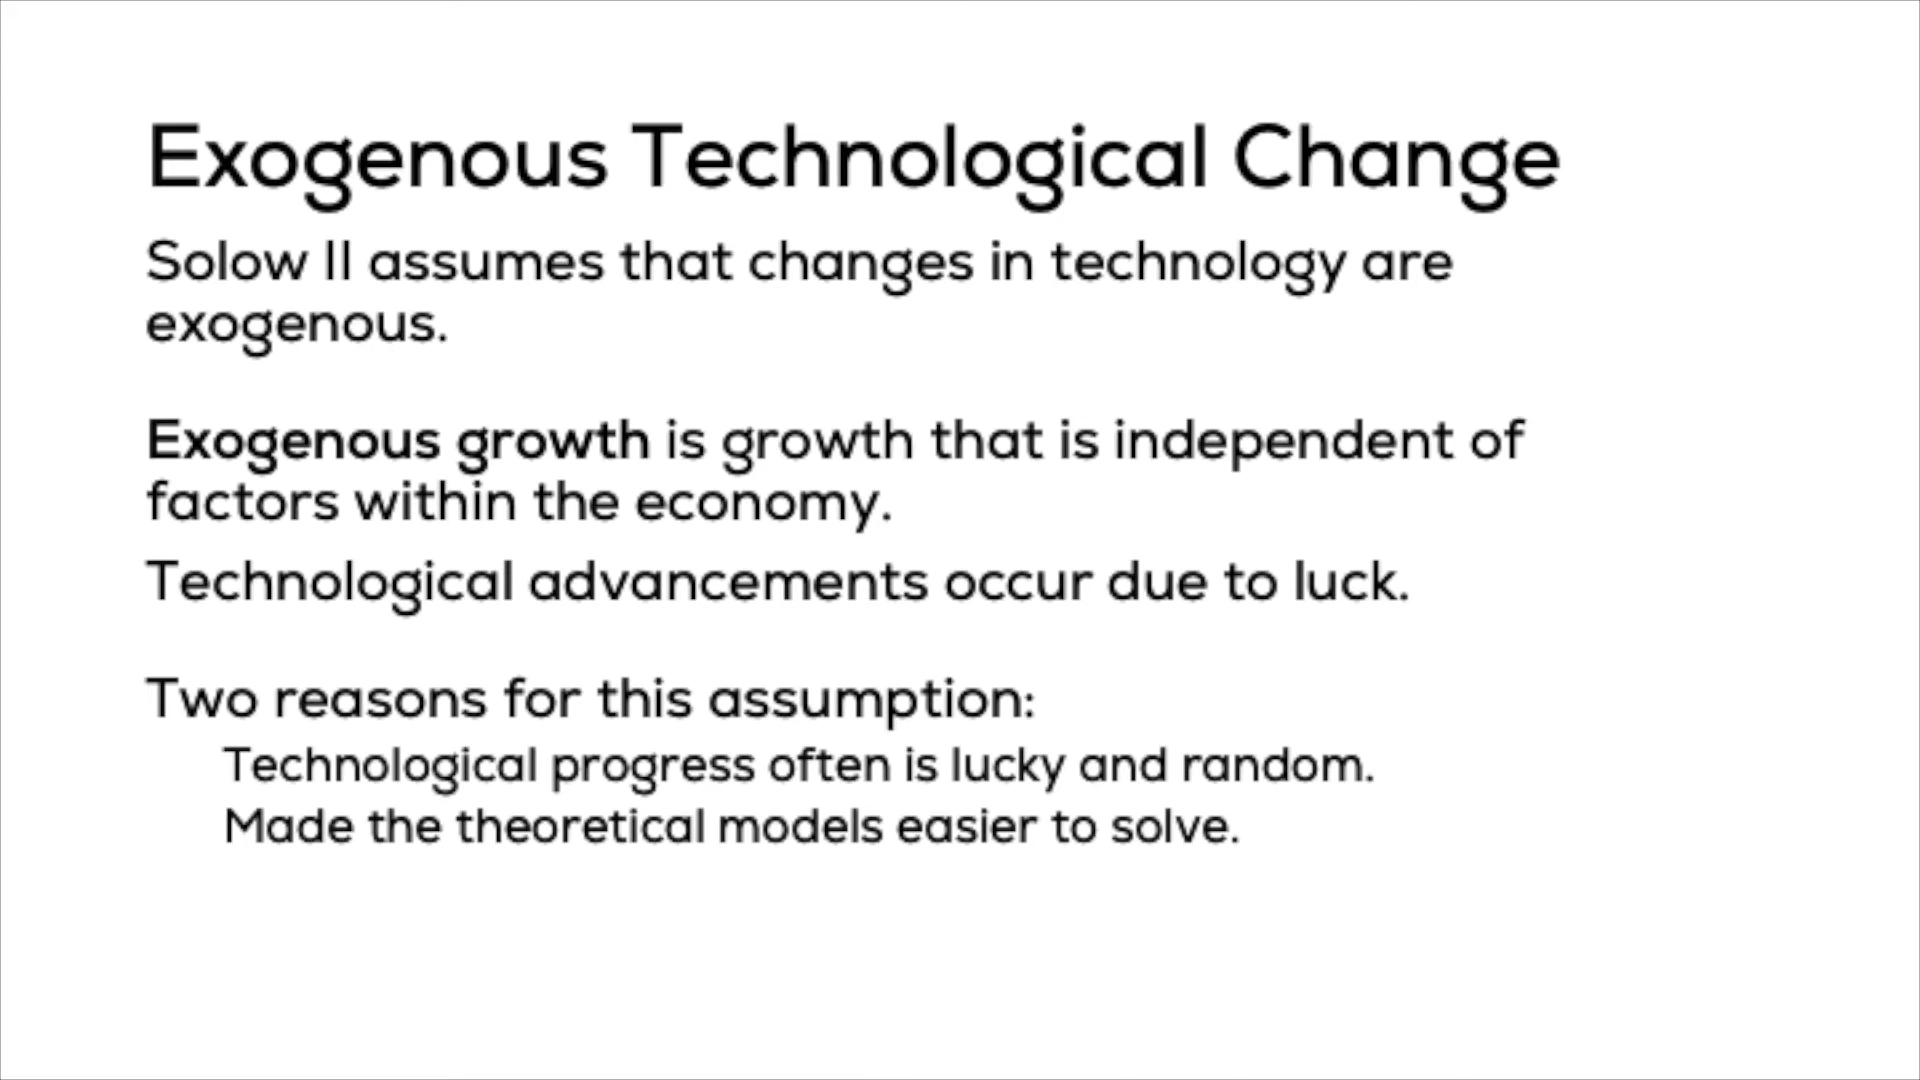 Exogenous Technological Change
Solow II assumes that changes in technology are
exogenous.
Exogenous growth is growth that is independent of
factors within the economy.
Technological advancements occur due to luck.
Two reasons for this assumption:
Technological progress often is lucky and random.
Made the theoretical models easier to solve.